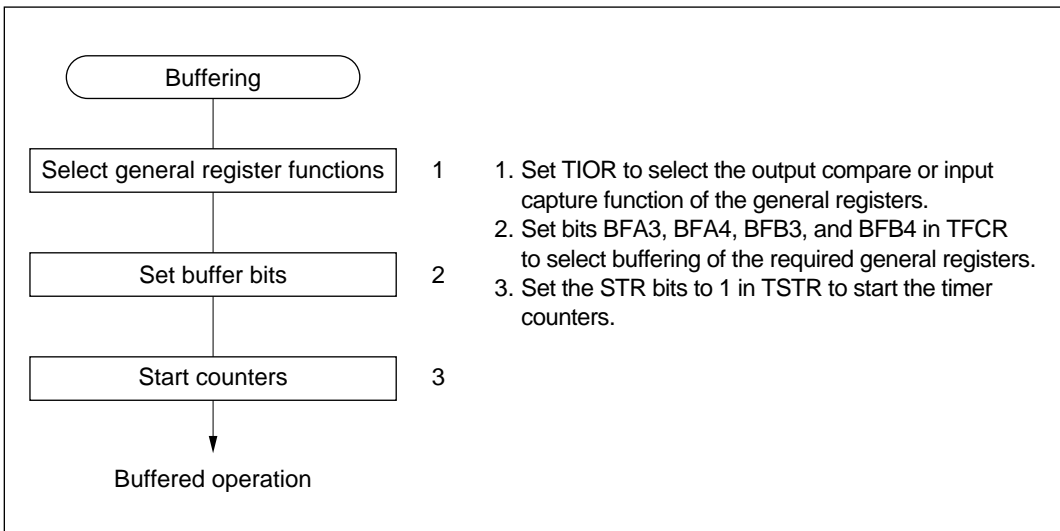 Buffering
Select general register functions 1
Set buffer bits 2
Start counters 3
Buffered operation
1. Set TIOR to select the output compare or input
capture function of the general registers.
2. Set bits BFA3, BFA4, BFB3, and BFB4 in TFCR
to select buffering of the required general registers.
3. Set the STR bits to 1 in TSTR to start the timer
counters.